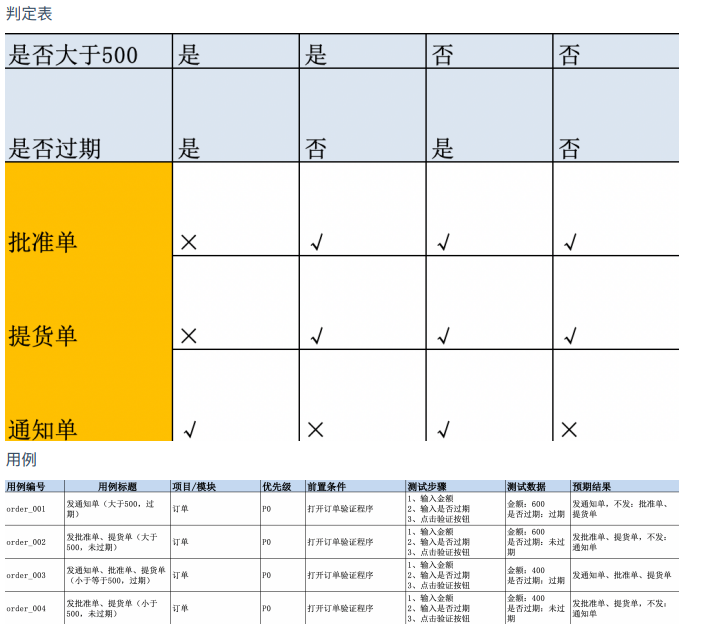 判定表
是否大于500 是 是 否 否
是否过期 是 否 是 否
批准单 × √ √ √
提货单 × √ √ √
通知单 √ × √ ×
用例
用例编号 用例标题 项目/模块 优先级 前置条件 测试步骤 测试数据 预期结果
order_001 发通知单（大于500，过期） 订单 P0 打开订单验证程序 1、输入金额 2、输入是否过期 3、点击验证按钮 金额：600 是否过期：过期 发通知单，不发：批准单、提货单
order_002 发批准单、提货单（大于500，未过期） 订单 P0 打开订单验证程序 1、输入金额 2、输入是否过期 3、点击验证按钮 金额：600 是否过期：未过期 发批准单、提货单，不发：通知单
order_003 发通知单、批准单、提货单（小于等于500，过期） 订单 P0 打开订单验证程序 1、输入金额 2、输入是否过期 3、点击验证按钮 金额：400 是否过期：过期 发通知单、批准单、提货单
order_004 发批准单、提货单（小于500，未过期） 订单 P0 打开订单验证程序 1、输入金额 2、输入是否过期 3、点击验证按钮 金额：400 是否过期：未过期 发批准单、提货单，不发：通知单